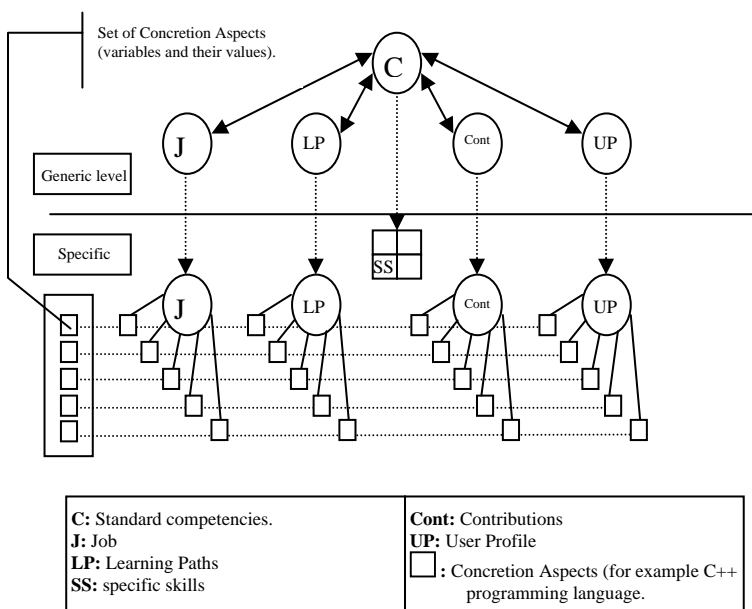 Set of Concretion Aspects
(variables and their values).
C
J
LP
Cont
UP
Generic level
Specific
SS
J
LP
Cont
UP
C: Standard competencies.
J: Job
LP: Learning Paths
SS: specific skills
Cont: Contributions
UP: User Profile
: Concretion Aspects (for example C++
programming language.